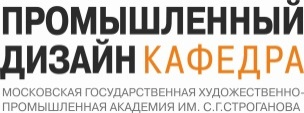 ПРОМЫШЛЕННЫЙ
ДИЗАЙН КАФЕДРА
МОСКОВСКАЯ ГОСУДАРСТВЕННАЯ ХУДОЖЕСТВЕННО-
ПРОМЫШЛЕННАЯ АКАДЕМИЯ ИМ. С.Г.СТРОГАНОВА